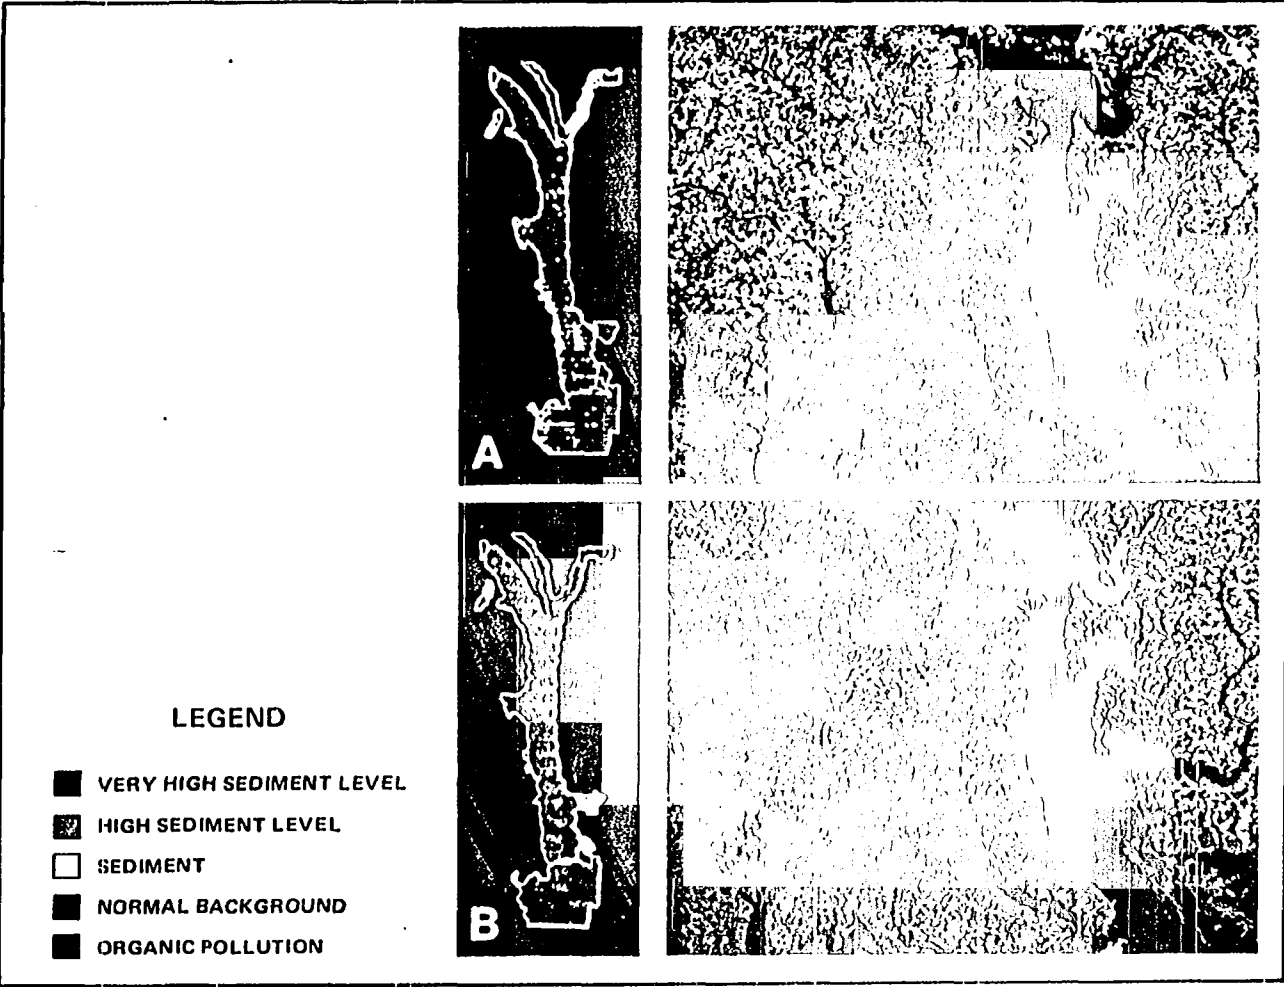 A
B
LEGEND
VERY HIGH SEDIMENT LEVEL
HIGH SEDIMENT LEVEL
SEDIMENT
NORMAL BACKGROUND
ORGANIC POLLUTION